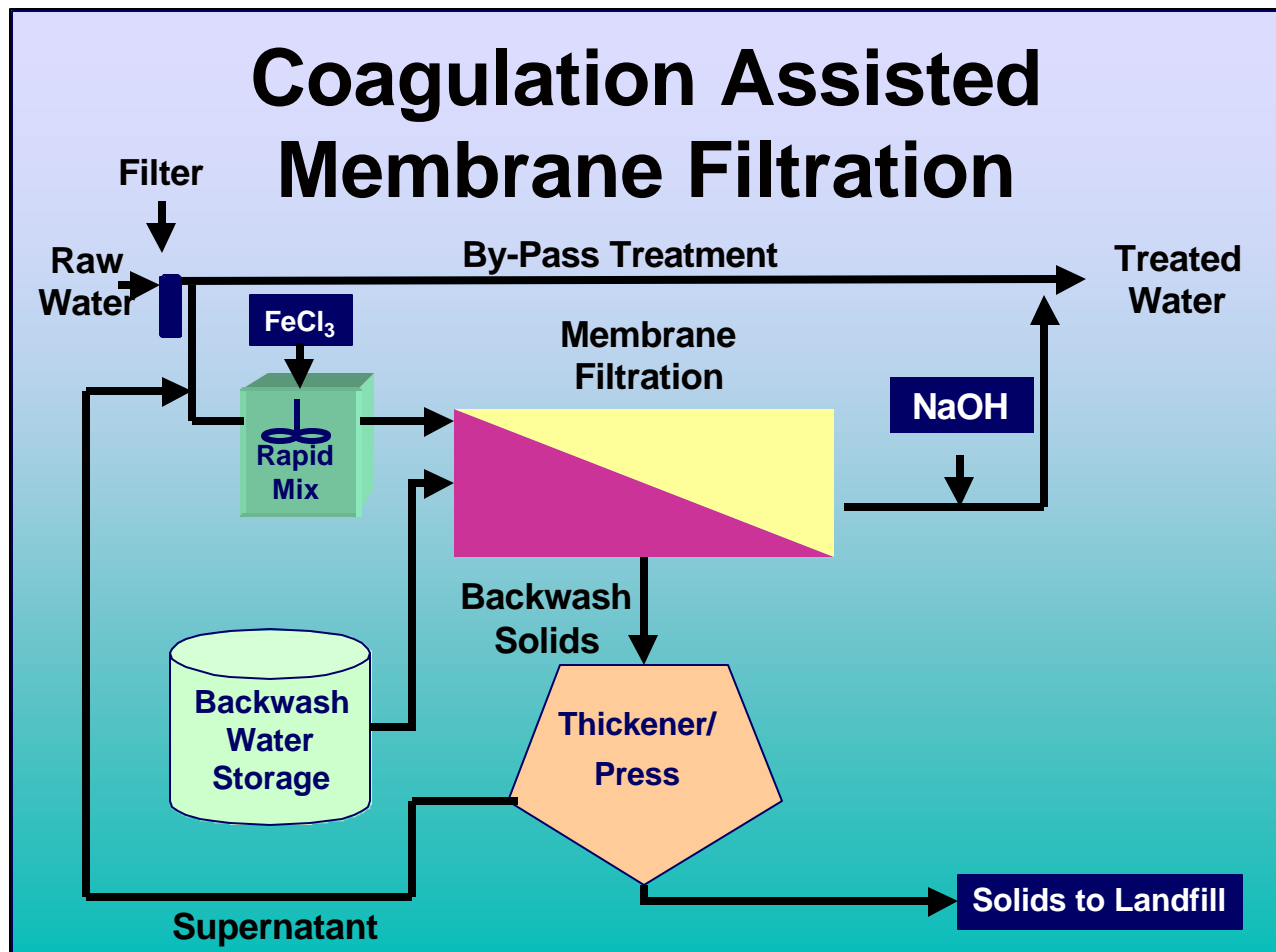 Coagulation Assisted
Membrane Filtration
Filter
Raw
Water
By-Pass Treatment
Treated
Water
FeCl₃
Membrane
Filtration
NaOH
Rapid
Mix
Backwash
Solids
Backwash
Water
Storage
Thickener/
Press
Solids to Landfill
Supernatant